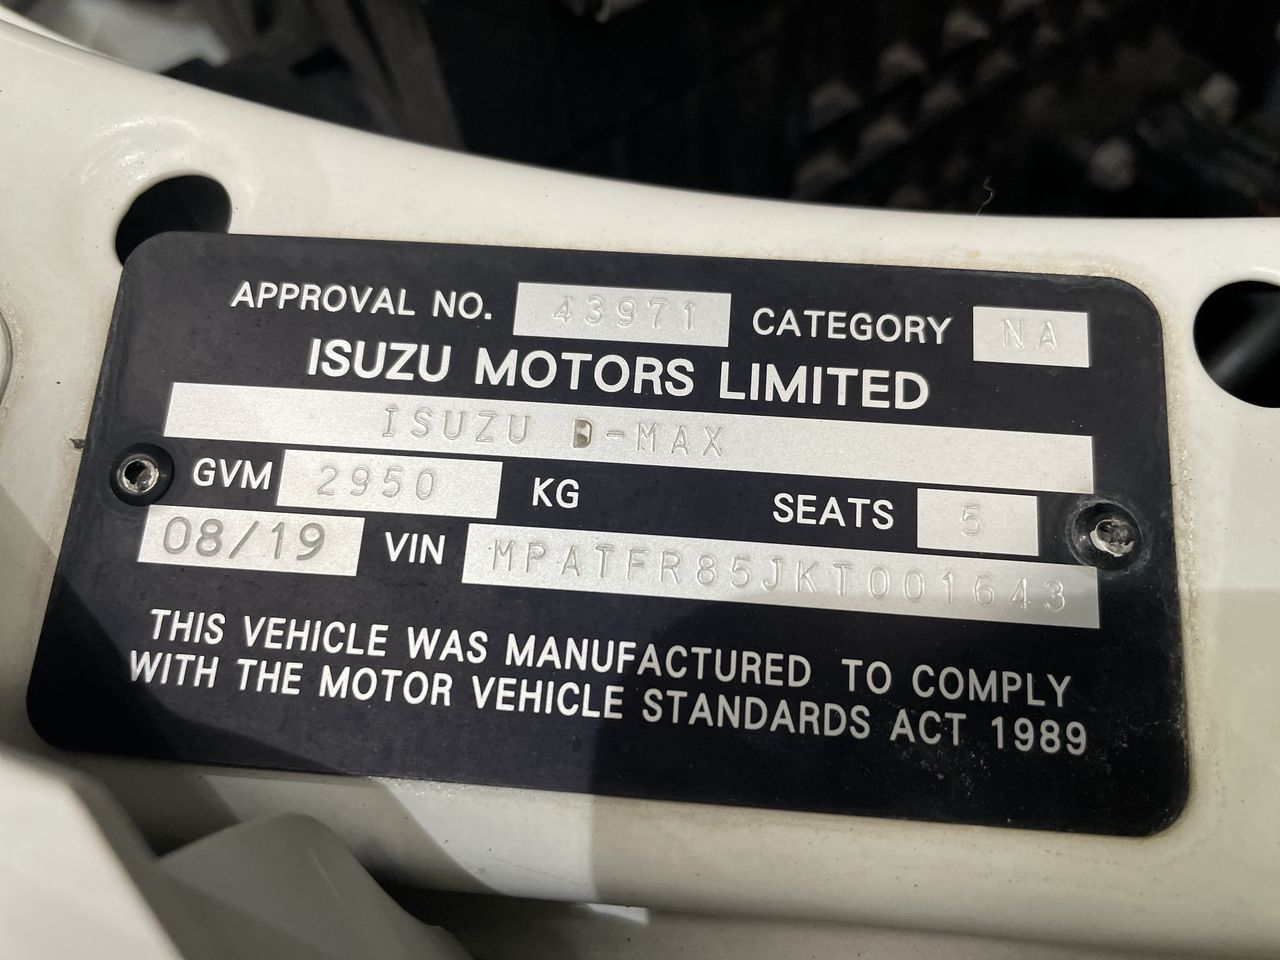 APPROVAL NO. 43971 CATEGORY NA
ISUZU MOTORS LIMITED
ISUZU D-MAX
GVM 2950 KG SEATS 5
08/19 VIN MPATFR85JKT001643
THIS VEHICLE WAS MANUFACTURED TO COMPLY
WITH THE MOTOR VEHICLE STANDARDS ACT 1989